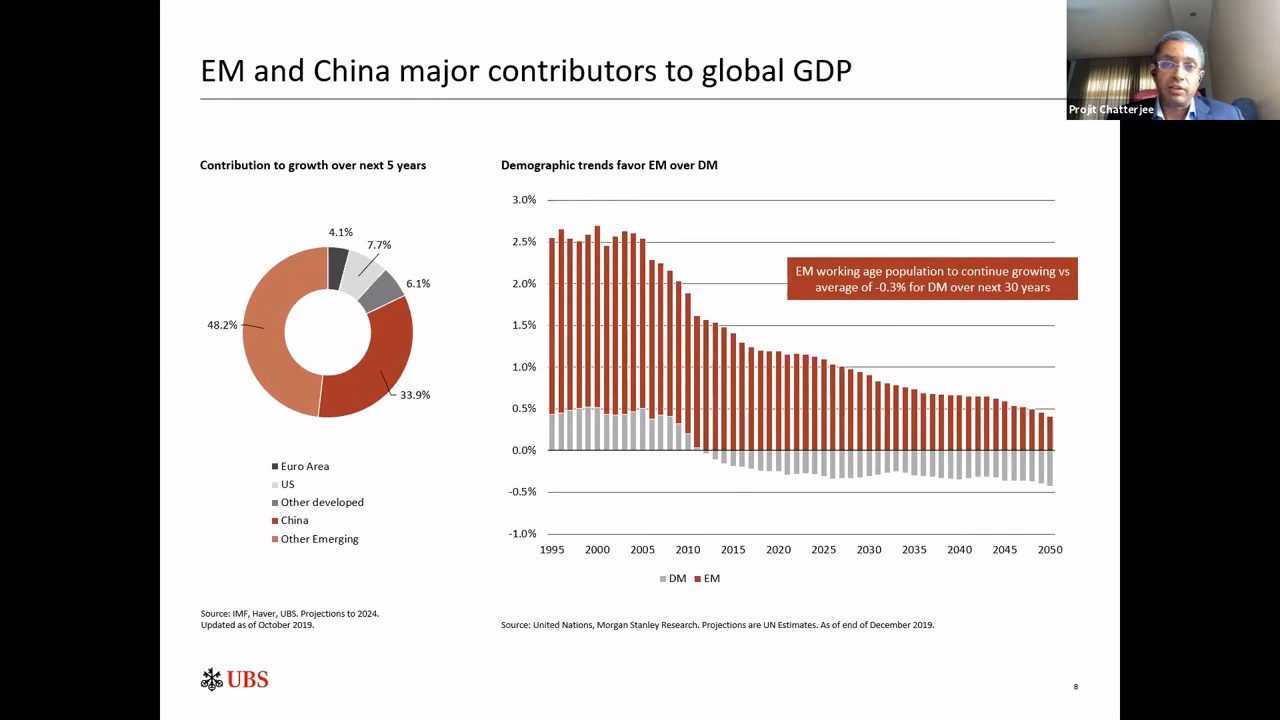 EM and China major contributors to global GDP
Projit Chatterjee
Contribution to growth over next 5 years
4.1%
7.7%
6.1%
48.2%
33.9%
Euro Area
US
Other developed
China
Other Emerging
Source: IMF, Haver, UBS. Projections to 2024.
Updated as of October 2019.
Demographic trends favor EM over DM
3.0%
2.5%
2.0%
1.5%
1.0%
0.5%
0.0%
-0.5%
-1.0%
EM working age population to continue growing vs
average of -0.3% for DM over next 30 years
1995 2000 2005 2010 2015 2020 2025 2030 2035 2040 2045 2050
DM EM
Source: United Nations, Morgan Stanley Research. Projections are UN Estimates. As of end of December 2019.
UBS
8